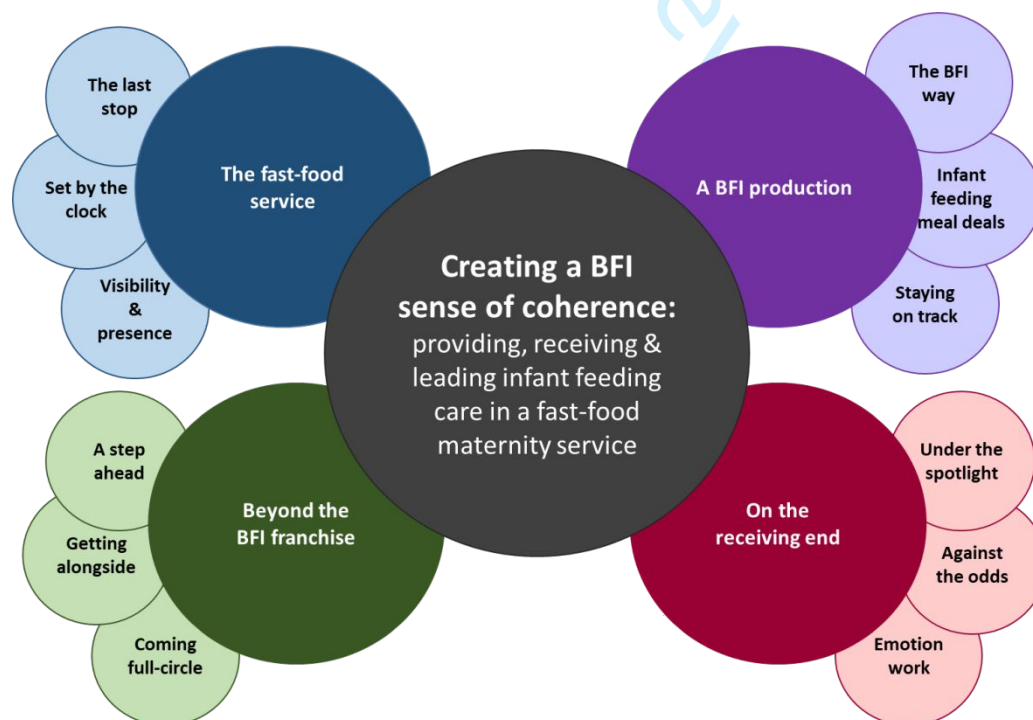 The last
stop
Set by the
clock
Visibility
&
presence
The fast-food
service
A BFI production
The BFI
way
Infant
feeding
meal deals
Staying
on track
Creating a BFI
sense of coherence:
providing, receiving &
leading infant feeding
care in a fast-food
maternity service
A step
ahead
Getting
alongside
Coming
full-circle
Beyond the
BFI franchise
On the
receiving end
Under the
spotlight
Against
the odds
Emotion
work